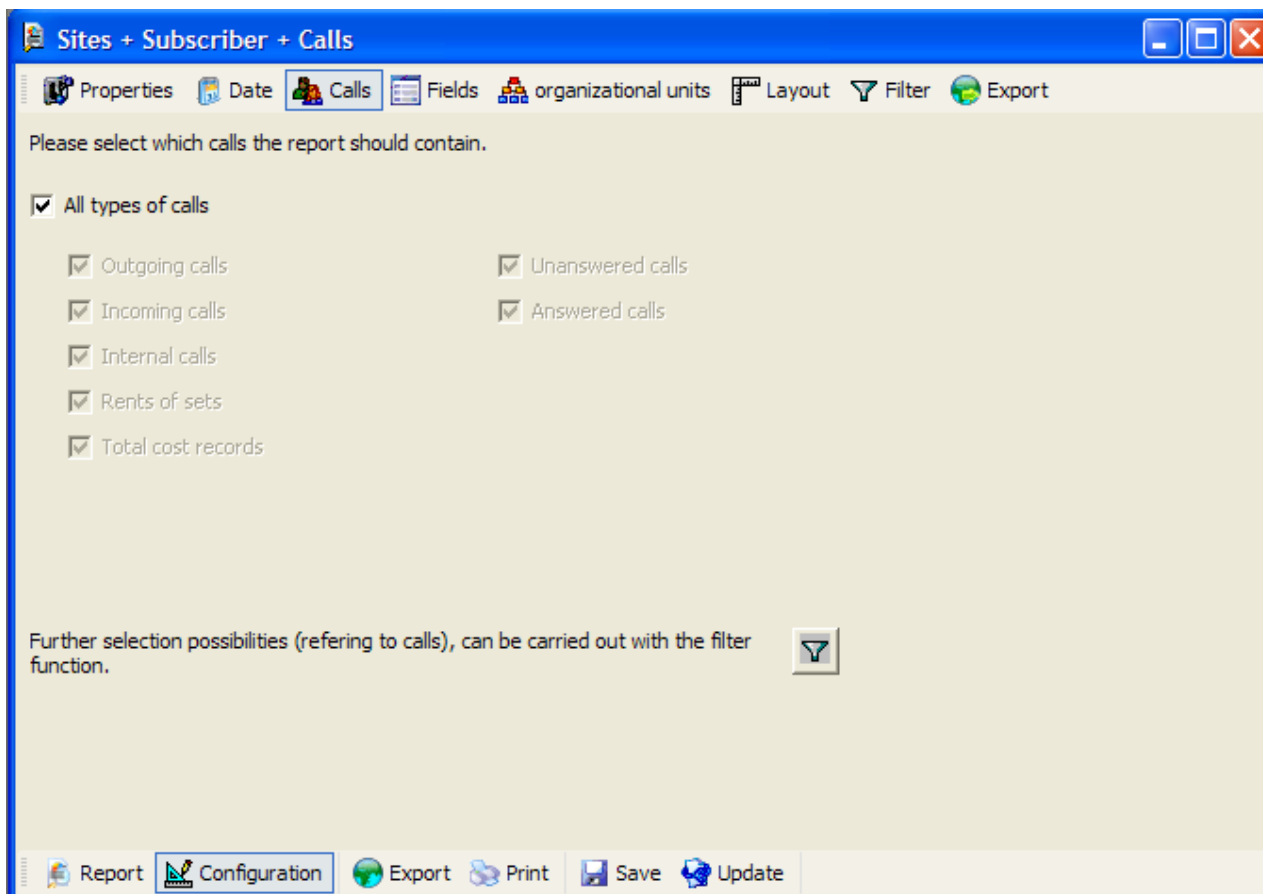 Sites + Subscriber + Calls
Properties Date Calls Fields organizational units Layout Filter Export
Please select which calls the report should contain.
All types of calls
Outgoing calls Unanswered calls
Incoming calls Answered calls
Internal calls
Rents of sets
Total cost records
Further selection possibilities (refering to calls), can be carried out with the filter
function.
Report Configuration Export Print Save Update